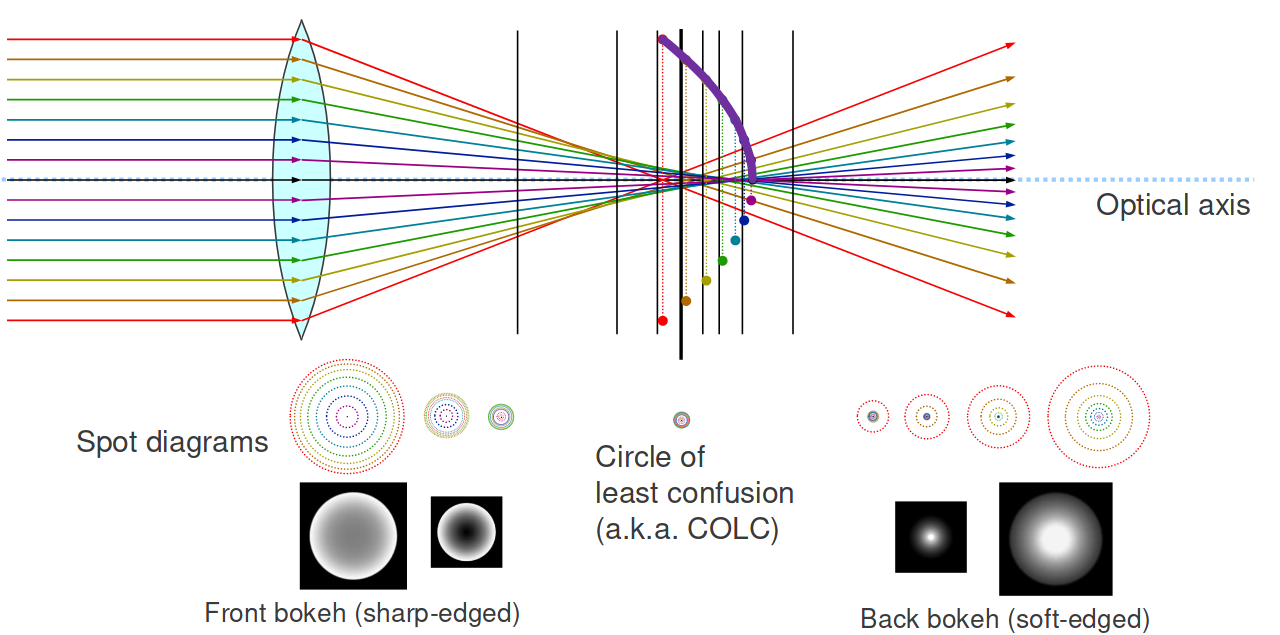 Optical axis
Spot diagrams
Circle of
least confusion
(a.k.a. COLC)
Front bokeh (sharp-edged)
Back bokeh (soft-edged)